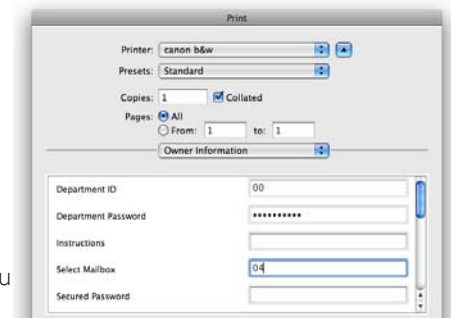 Print
Printer: canon b&w
Presets: Standard
Copies: 1 Collated
Pages: All
From: 1 to: 1
Owner Information
Department ID 00
Department Password ••••••••••
Instructions
Select Mailbox 04
u
Secured Password